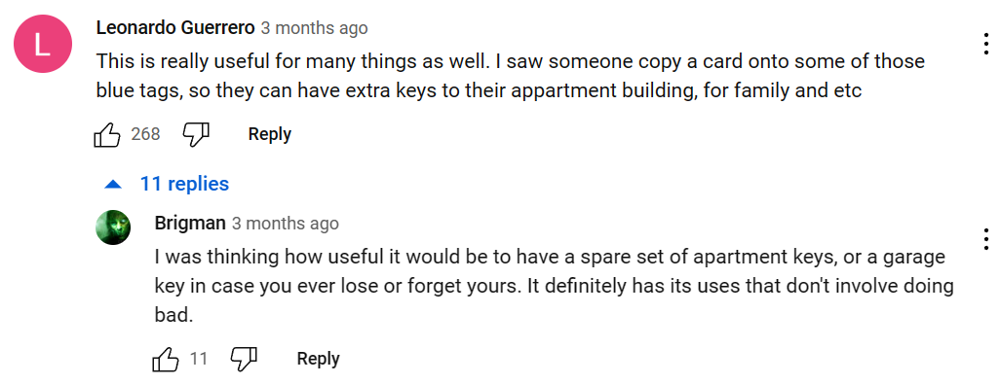 L
Leonardo Guerrero 3 months ago
This is really useful for many things as well. I saw someone copy a card onto some of those
blue tags, so they can have extra keys to their appartment building, for family and etc
268 Reply
11 replies
Brigman 3 months ago
I was thinking how useful it would be to have a spare set of apartment keys, or a garage
key in case you ever lose or forget yours. It definitely has its uses that don't involve doing
bad.
11 Reply